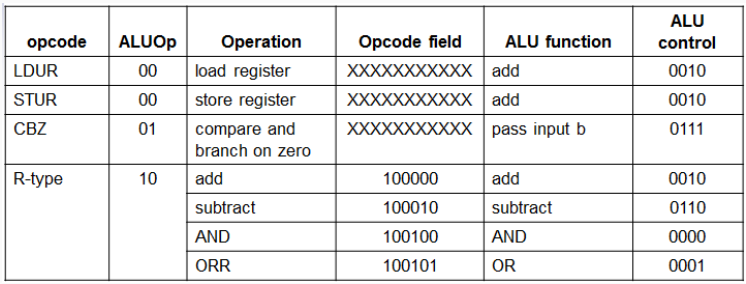 opcode ALUOp Operation Opcode field ALU function ALU control
LDUR 00 load register XXXXXXXXXXX add 0010
STUR 00 store register XXXXXXXXXXX add 0010
CBZ 01 compare and branch on zero XXXXXXXXXXX pass input b 0111
R-type 10 add 100000 add 0010
subtract 100010 subtract 0110
AND 100100 AND 0000
ORR 100101 OR 0001